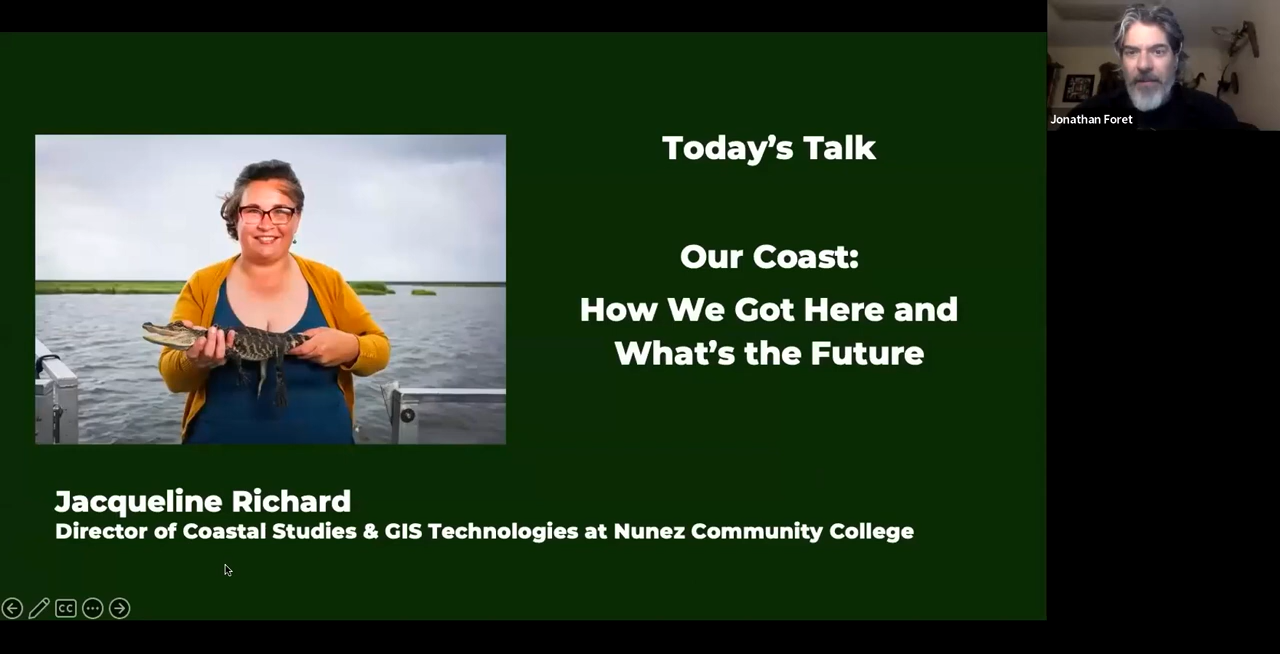 Jonathan Foret
Today’s Talk
Our Coast:
How We Got Here and
What’s the Future
Jacqueline Richard
Director of Coastal Studies & GIS Technologies at Nunez Community College
CC